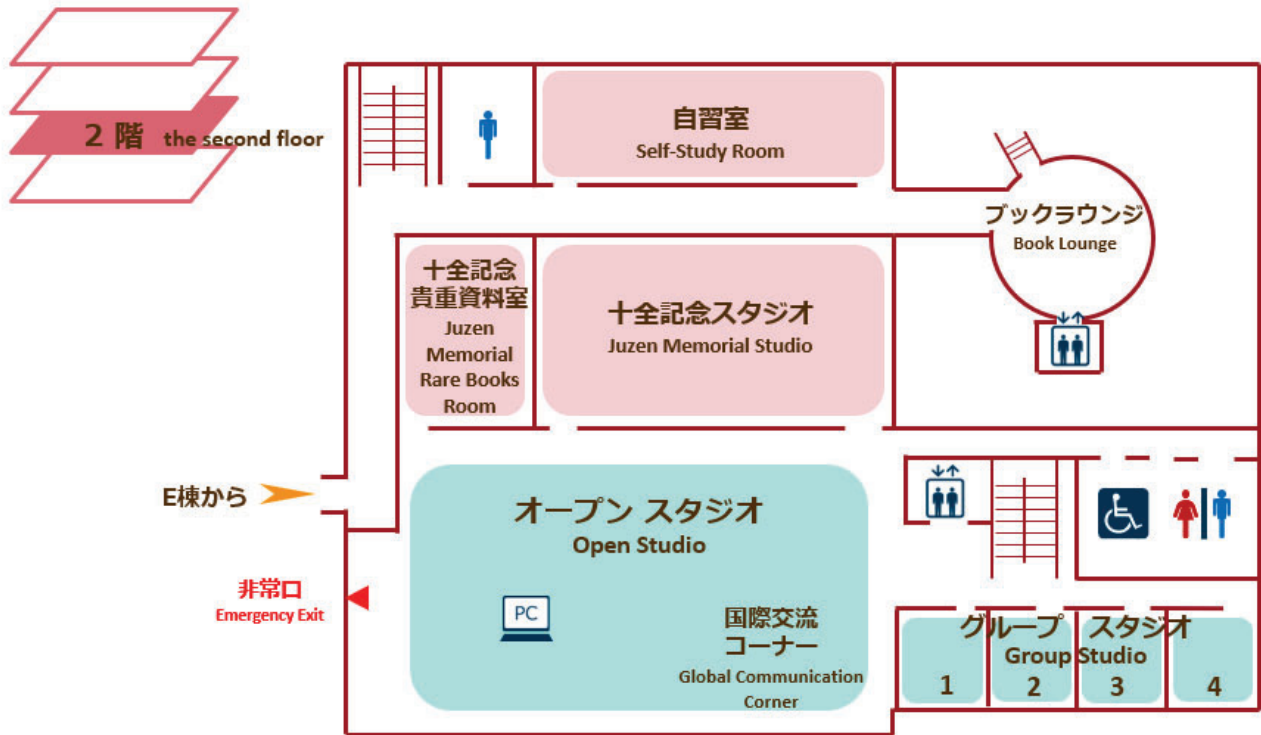 2 階 the second floor
自習室
Self-Study Room
ブックラウンジ
Book Lounge
十全記念
貴重資料室
Juzen
Memorial
Rare Books
Room
十全記念スタジオ
Juzen Memorial Studio
E棟から
オープン スタジオ
Open Studio
非常口
Emergency Exit
PC
国際交流
コーナー
Global Communication
Corner
グループ スタジオ
Group Studio
1 2 3 4